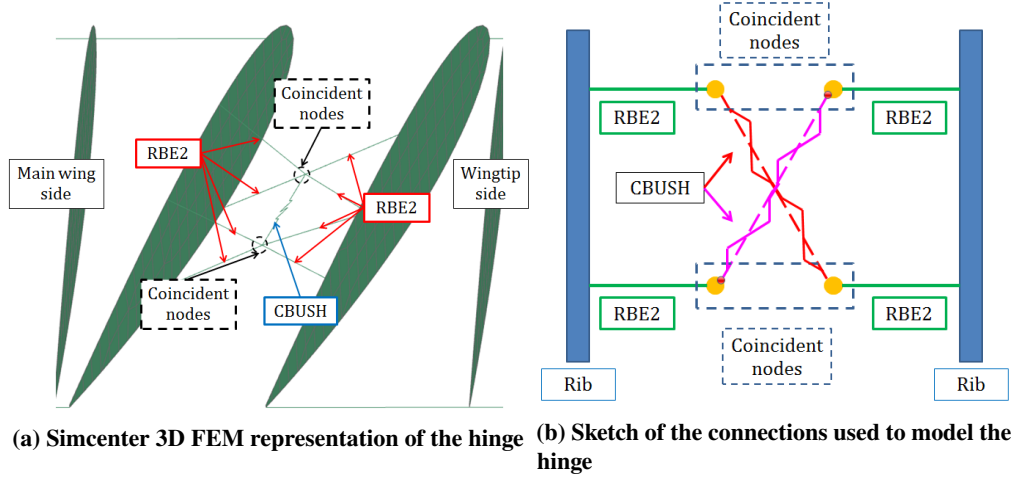 Coincident
nodes
RBE2
Main wing
side
Wingtip
side
RBE2
Coincident
nodes
CBUSH
(a) Simcenter 3D FEM representation of the hinge
Coincident
nodes
RBE2
RBE2
CBUSH
RBE2
RBE2
Coincident
nodes
Rib
Rib
(b) Sketch of the connections used to model the
hinge